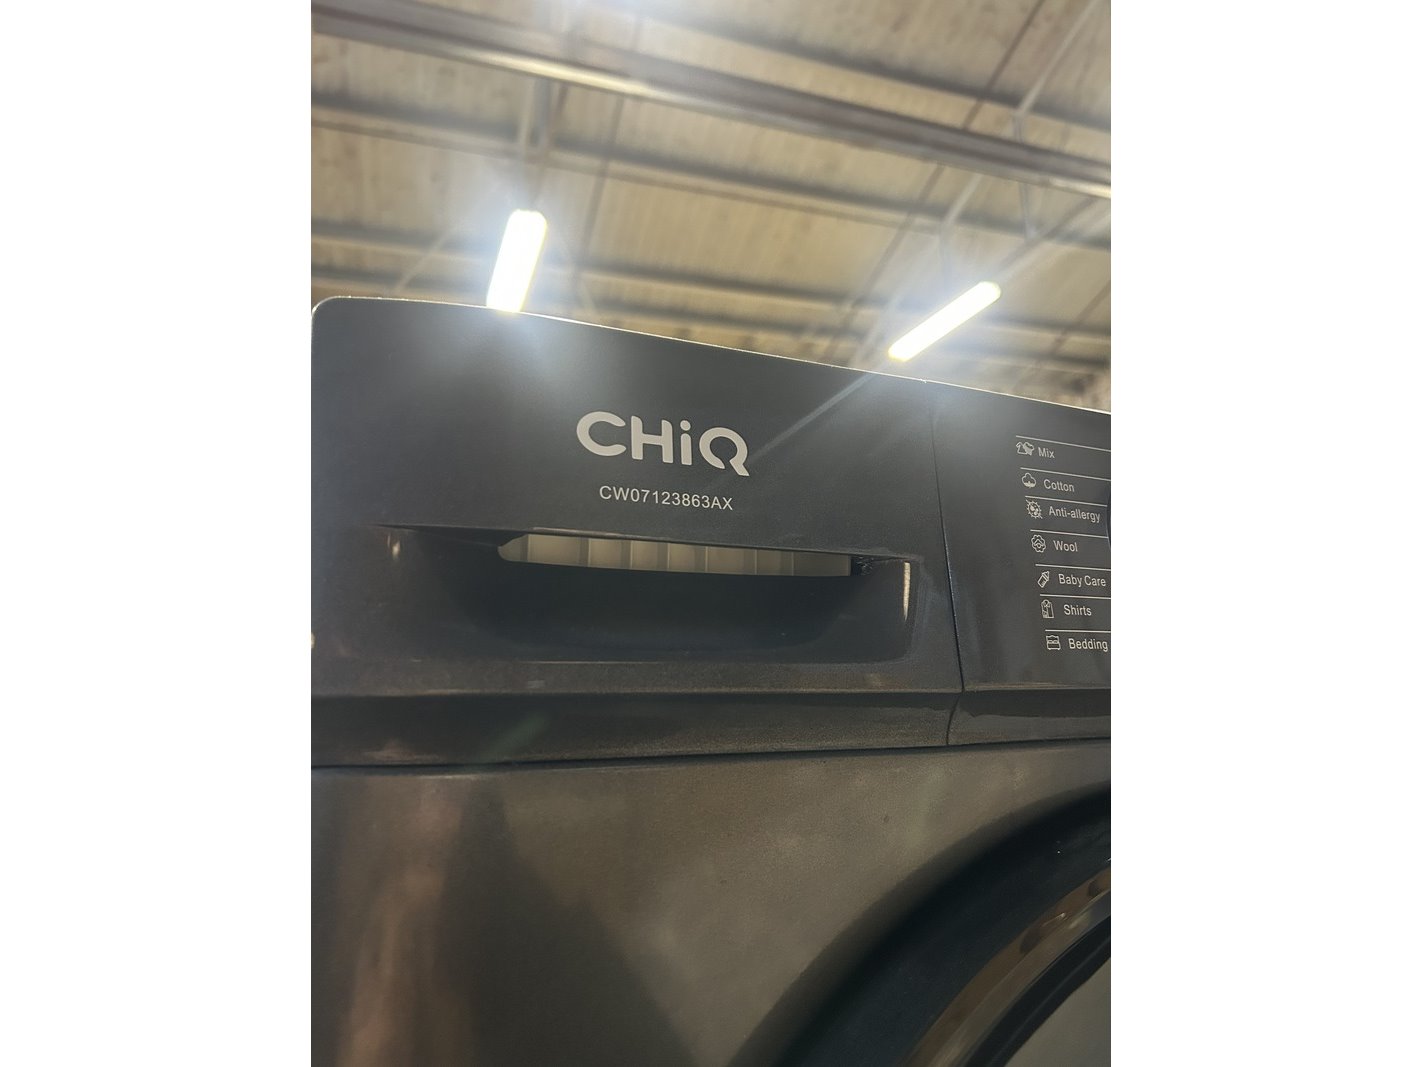 CHiQ
CW07123863AX
Mix
Cotton
Anti-allergy
Wool
Baby Care
Shirts
Bedding